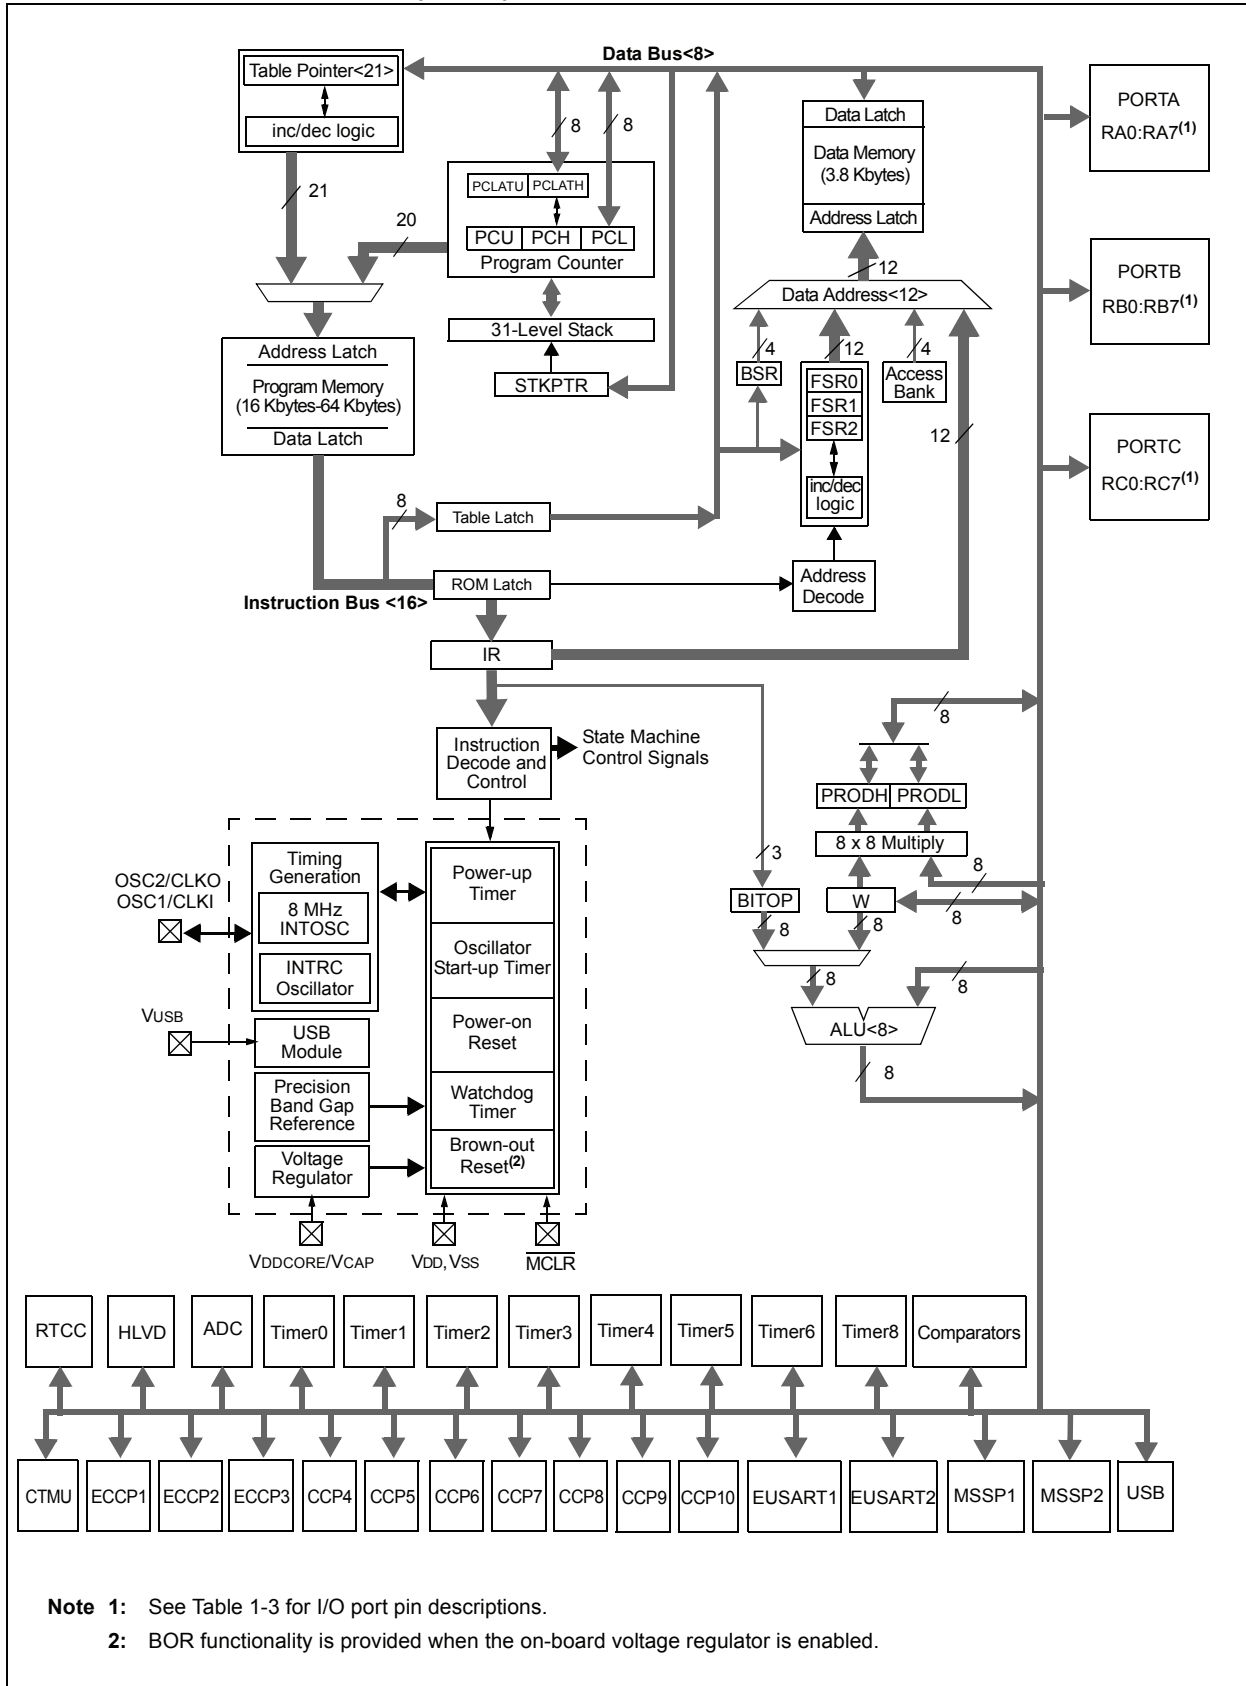 Data Bus<8>
Table Pointer<21>
inc/dec logic
21
20
8
8
PCLATU
PCLATH
PCU
PCH
PCL
Program Counter
31-Level Stack
STKPTR
Address Latch
Program Memory
(16 Kbytes-64 Kbytes)
Data Latch
Data Latch
Data Memory
(3.8 Kbytes)
Address Latch
12
Data Address<12>
4
12
4
BSR
FSR0
FSR1
FSR2
inc/dec
logic
Access
Bank
12
PORTA
RA0:RA7(1)
PORTB
RB0:RB7(1)
PORTC
RC0:RC7(1)
8
Table Latch
ROM Latch
Instruction Bus <16>
Address
Decode
IR
Instruction
Decode and
Control
State Machine
Control Signals
8
PRODH
PRODL
8 x 8 Multiply
3
8
BITOP
W
8
8
8
8
8
ALU<8>
8
OSC2/CLKO
OSC1/CLKI
Timing
Generation
8 MHz
INTOSC
INTRC
Oscillator
VUSB
USB
Module
Precision
Band Gap
Reference
Voltage
Regulator
Power-up
Timer
Oscillator
Start-up Timer
Power-on
Reset
Watchdog
Timer
Brown-out
Reset(2)
VDDCORE/VCAP
VDD, VSS
MCLR
RTCC
HLVD
ADC
Timer0
Timer1
Timer2
Timer3
Timer4
Timer5
Timer6
Timer8
Comparators
CTMU
ECCP1
ECCP2
ECCP3
CCP4
CCP5
CCP6
CCP7
CCP8
CCP9
CCP10
EUSART1
EUSART2
MSSP1
MSSP2
USB
Note 1: See Table 1-3 for I/O port pin descriptions.
2: BOR functionality is provided when the on-board voltage regulator is enabled.